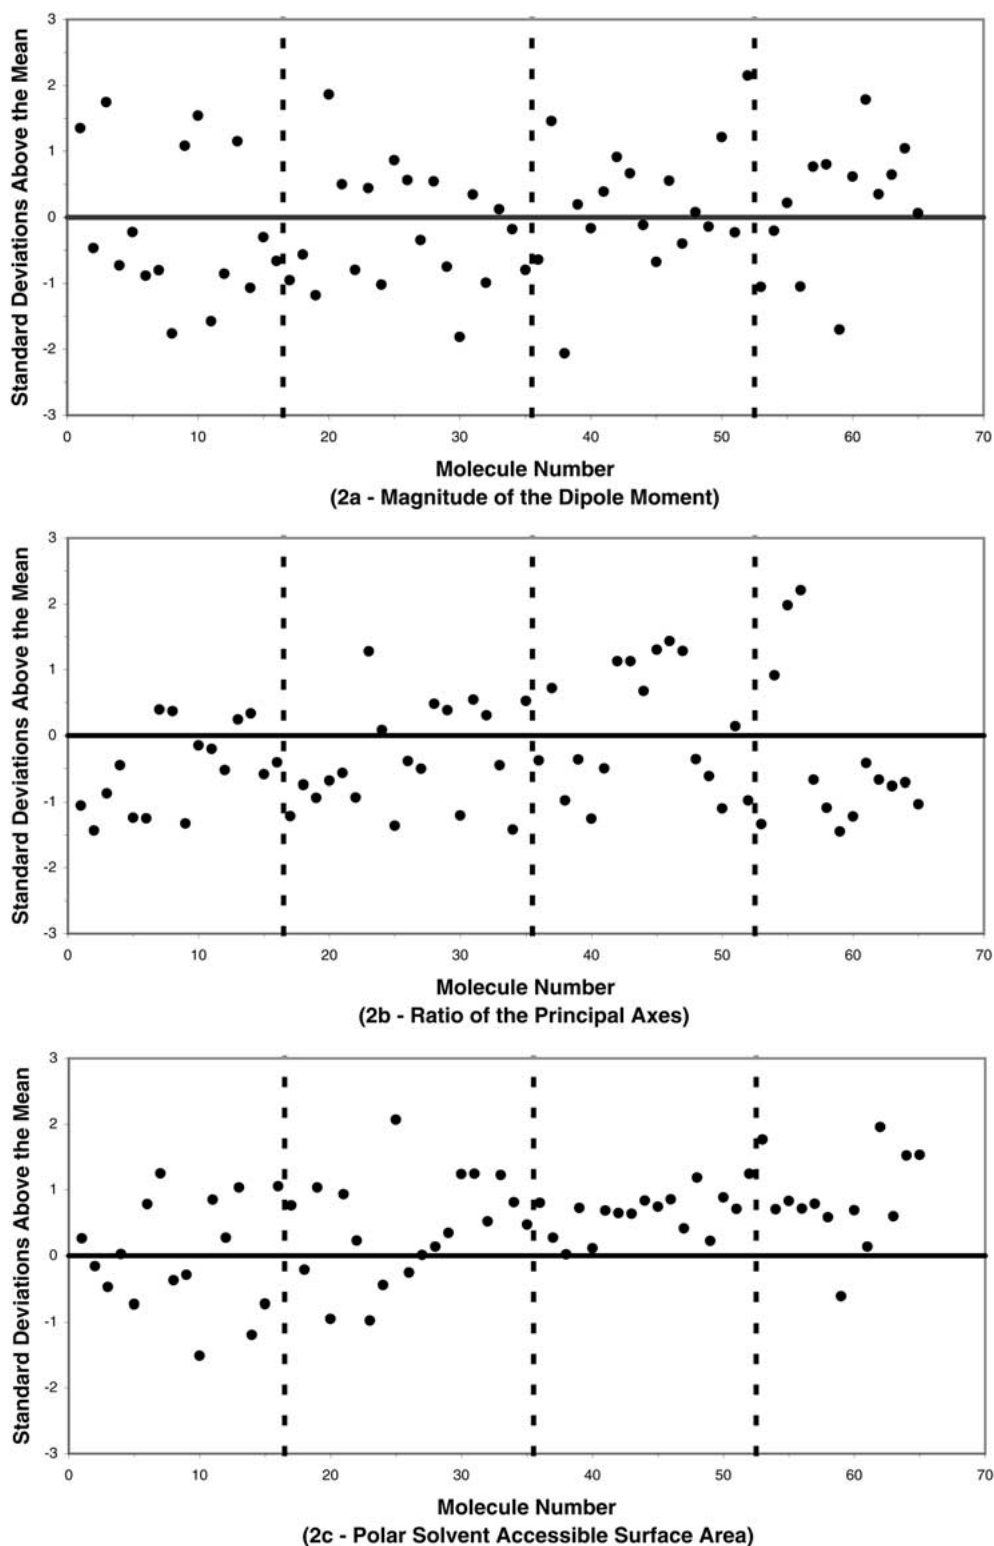 Standard Deviations Above the Mean
3
2
1
0
-1
-2
-3
0 10 20 30 40 50 60 70
Molecule Number
(2a - Magnitude of the Dipole Moment)
Standard Deviations Above the Mean
3
2
1
0
-1
-2
-3
0 10 20 30 40 50 60 70
Molecule Number
(2b - Ratio of the Principal Axes)
Standard Deviations Above the Mean
3
2
1
0
-1
-2
-3
0 10 20 30 40 50 60 70
Molecule Number
(2c - Polar Solvent Accessible Surface Area)